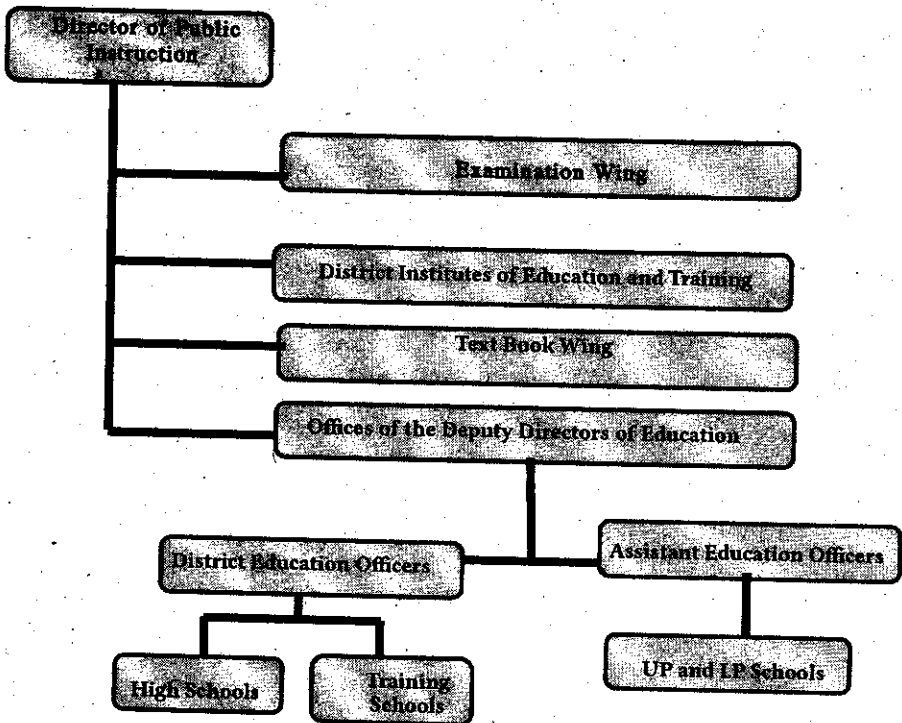 Director of Public
Instruction
Examination Wing
District Institutes of Education and Training
Text Book Wing
Offices of the Deputy Directors of Education
District Education Officers
Assistant Education Officers
High Schools
Training
Schools
UP and LP Schools